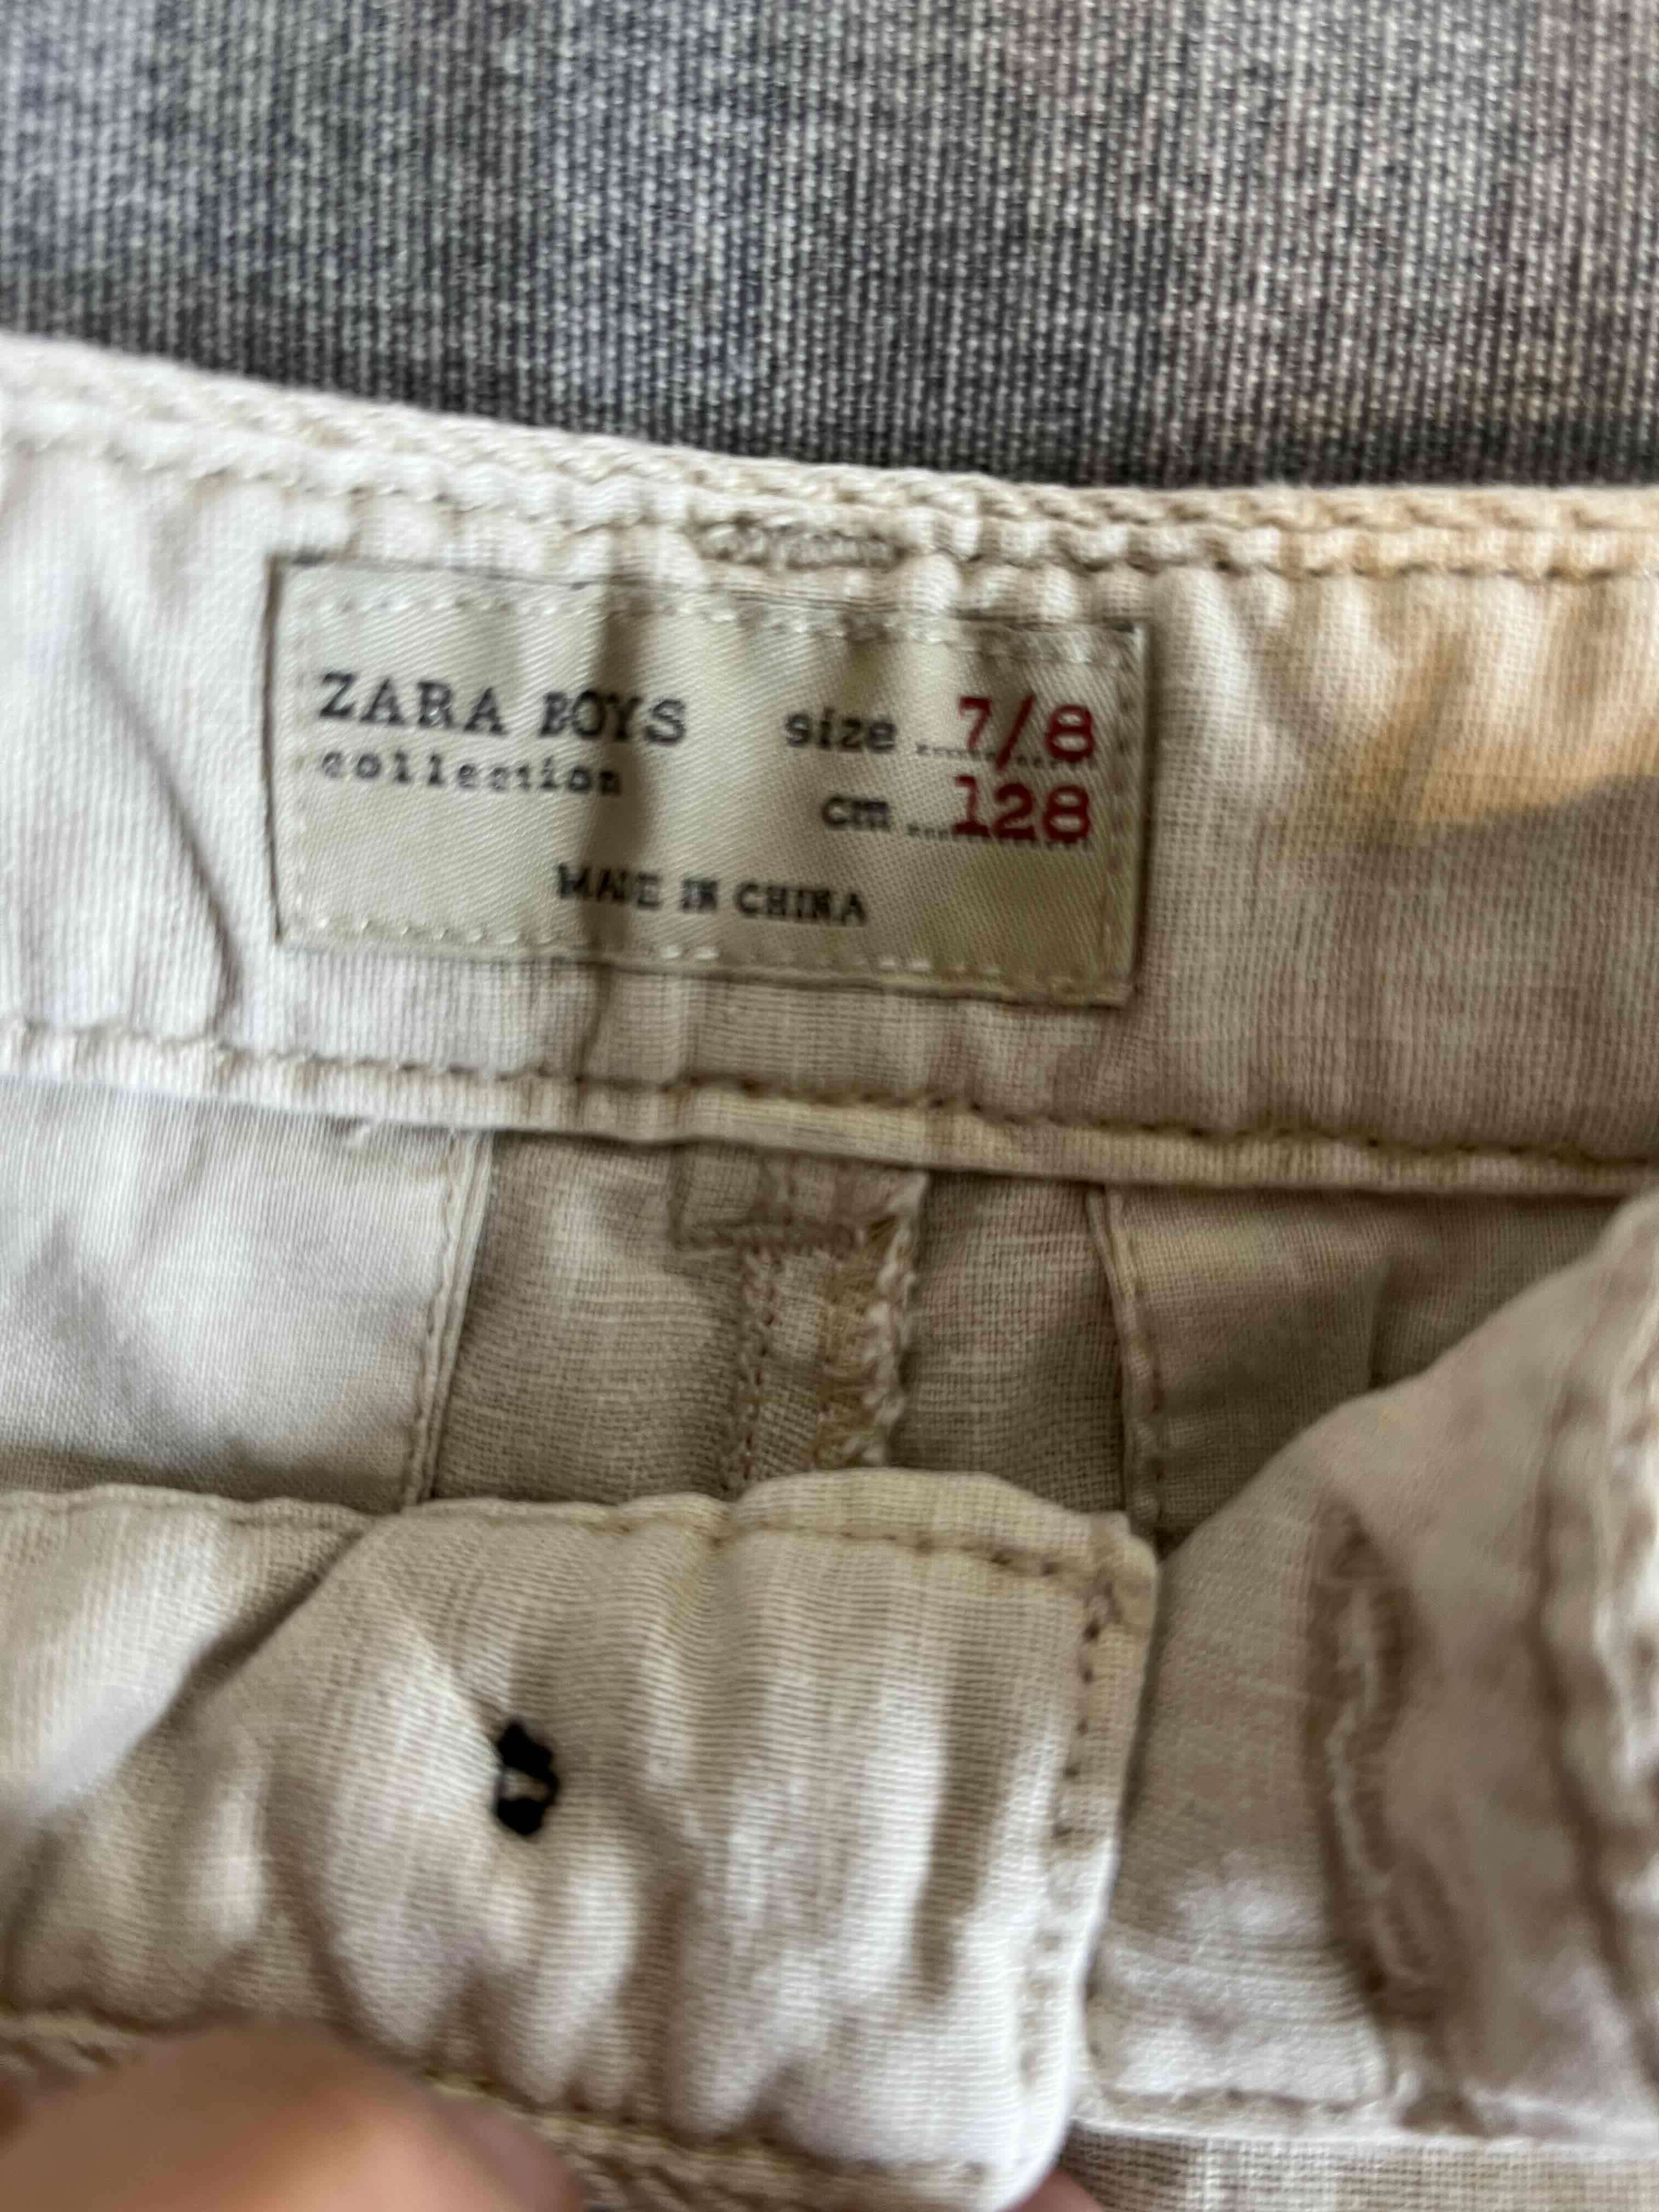 ZARA BOYS size ....7/8
collection cm ....128
MADE IN CHINA